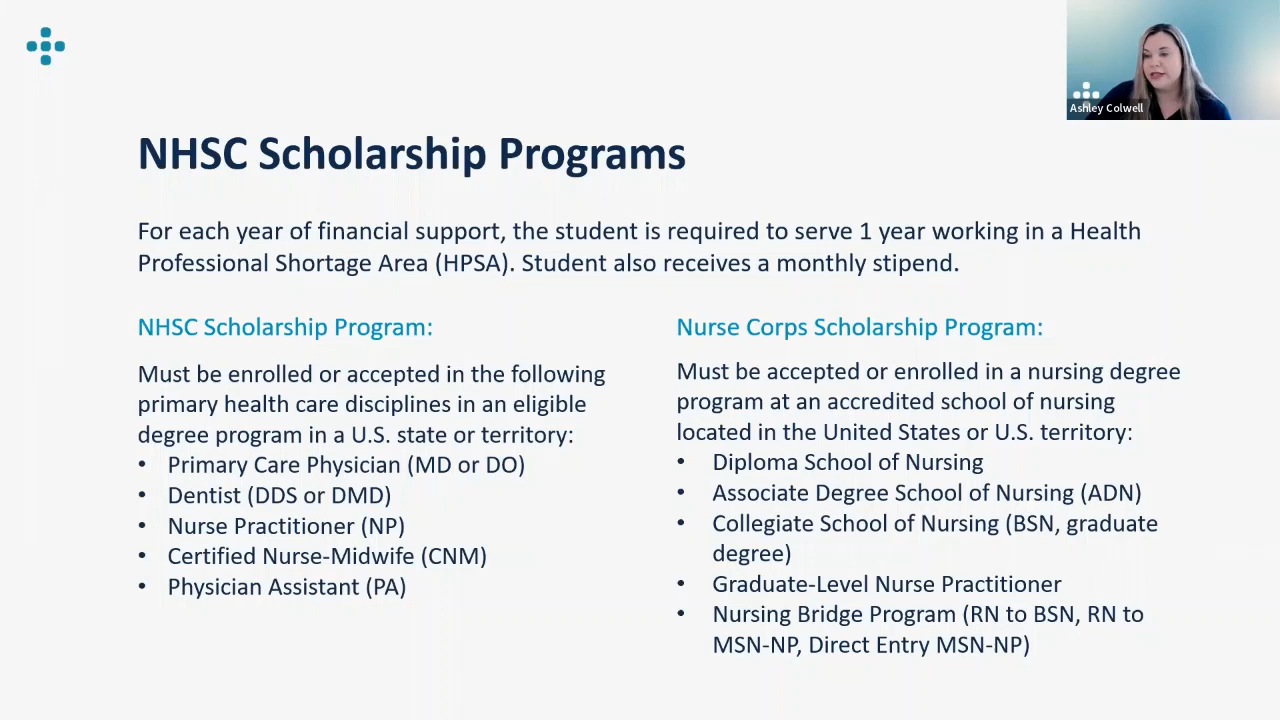 Ashley Colwell
NHSC Scholarship Programs
For each year of financial support, the student is required to serve 1 year working in a Health
Professional Shortage Area (HPSA). Student also receives a monthly stipend.
NHSC Scholarship Program:
Must be enrolled or accepted in the following
primary health care disciplines in an eligible
degree program in a U.S. state or territory:
• Primary Care Physician (MD or DO)
• Dentist (DDS or DMD)
• Nurse Practitioner (NP)
• Certified Nurse-Midwife (CNM)
• Physician Assistant (PA)
Nurse Corps Scholarship Program:
Must be accepted or enrolled in a nursing degree
program at an accredited school of nursing
located in the United States or U.S. territory:
• Diploma School of Nursing
• Associate Degree School of Nursing (ADN)
• Collegiate School of Nursing (BSN, graduate
degree)
• Graduate-Level Nurse Practitioner
• Nursing Bridge Program (RN to BSN, RN to
MSN-NP, Direct Entry MSN-NP)